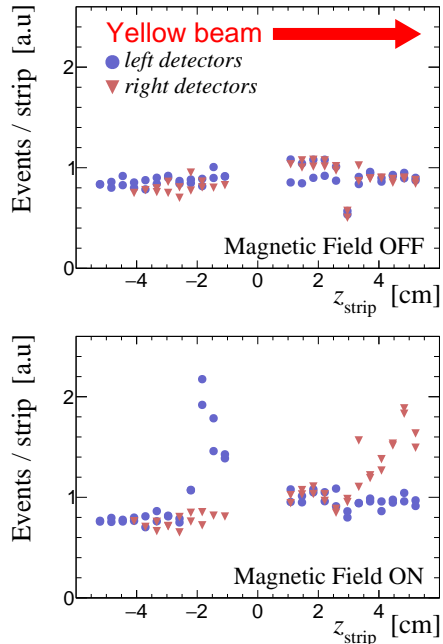 Yellow beam
left detectors
right detectors
Events / strip [a.u]
2
1
0
Magnetic Field OFF
−4 −2 0 2 4
z_strip [cm]
Events / strip [a.u]
2
1
0
Magnetic Field ON
−4 −2 0 2 4
z_strip [cm]